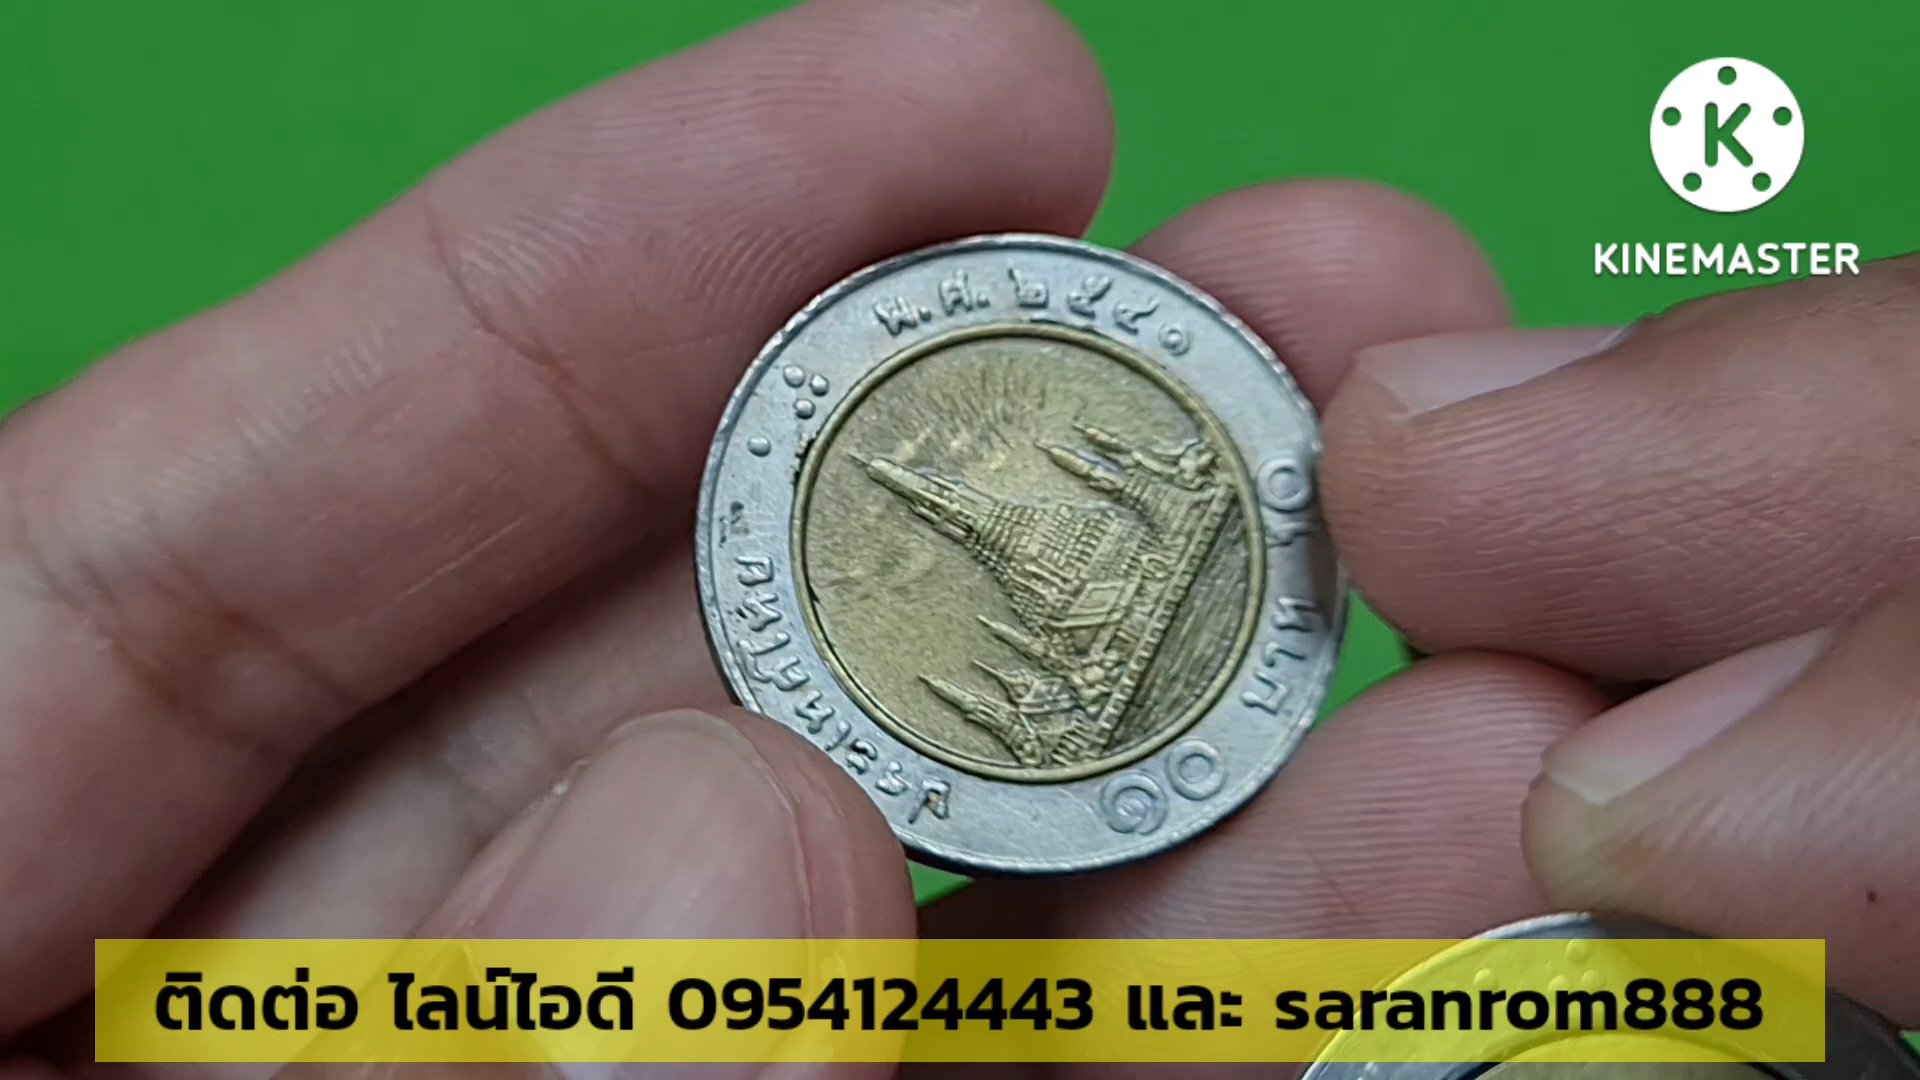 KINEMASTER
พ.ศ. ๒๕๔๑
ประเทศไทย
๑๐ 10 บาท
ติดต่อ ไลน์ไอดี 0954124443 และ saranrom888